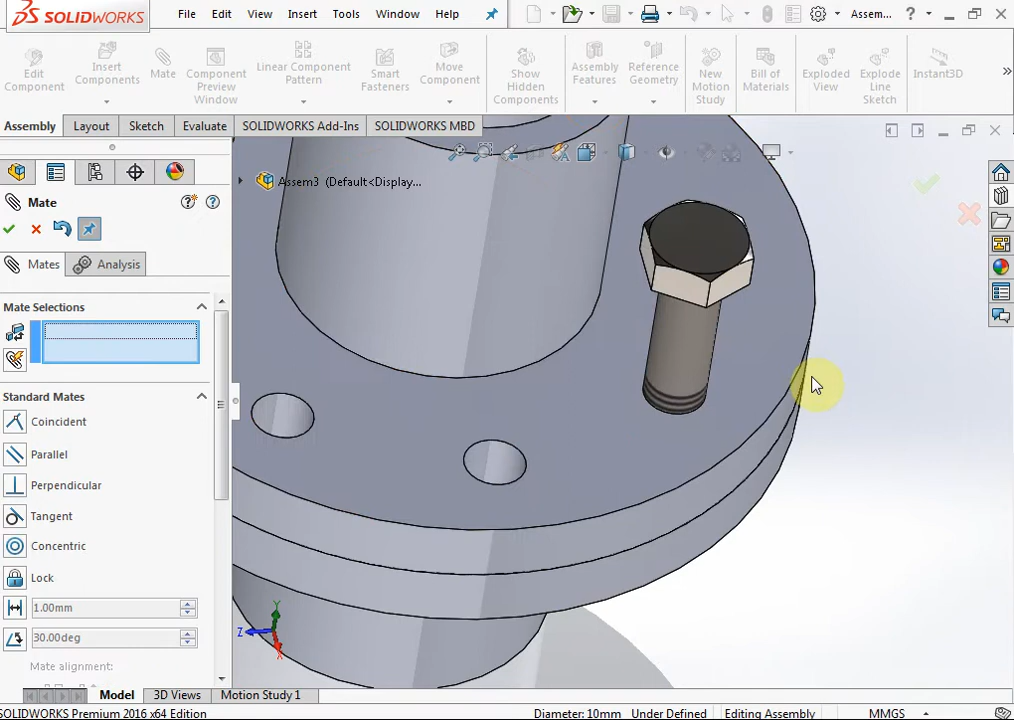 SOLIDWORKS
File Edit View Insert Tools Window Help
Assem... ?
Edit Component
Insert Components
Mate
Component Preview Window
Linear Component Pattern
Smart Fasteners
Move Component
Show Hidden Components
Assembly Features
Reference Geometry
New Motion Study
Bill of Materials
Exploded View
Explode Line Sketch
Instant3D
»
Assembly Layout Sketch Evaluate SOLIDWORKS Add-Ins SOLIDWORKS MBD
Assem3 (Default<Display...
Mate
Mates Analysis
Mate Selections
Standard Mates
Coincident
Parallel
Perpendicular
Tangent
Concentric
Lock
1.00mm
30.00deg
Mate alignment:
Y
Z
X
Model 3D Views Motion Study 1
SOLIDWORKS Premium 2016 x64 Edition Diameter: 10mm Under Defined Editing Assembly MMGS